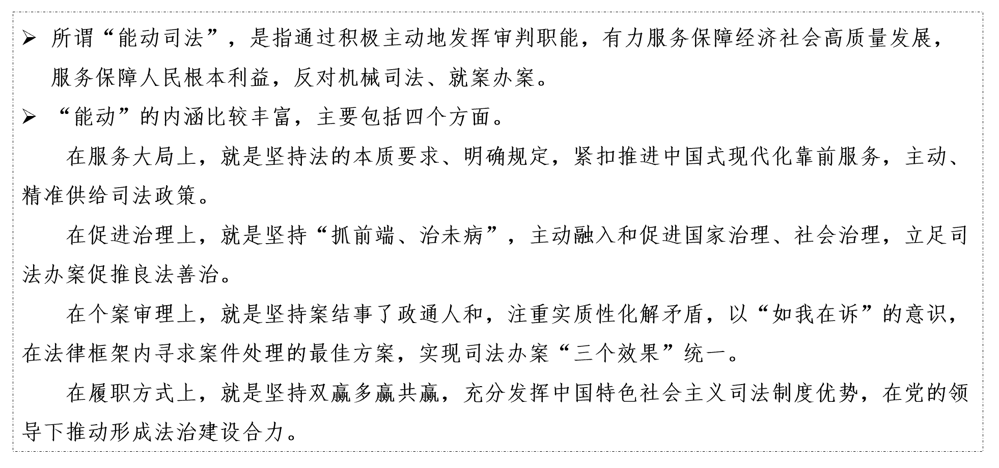 ➢ 所谓“能动司法”，是指通过积极主动地发挥审判职能，有力服务保障经济社会高质量发展，
服务保障人民根本利益，反对机械司法、就案办案。
➢ “能动”的内涵比较丰富，主要包括四个方面。
在服务大局上，就是坚持法的本质要求、明确规定，紧扣推进中国式现代化靠前服务，主动、
精准供给司法政策。
在促进治理上，就是坚持“抓前端、治未病”，主动融入和促进国家治理、社会治理，立足司
法办案促推良法善治。
在个案审理上，就是坚持案结事了政通人和，注重实质性化解矛盾，以“如我在诉”的意识，
在法律框架内寻求案件处理的最佳方案，实现司法办案“三个效果”统一。
在履职方式上，就是坚持双赢多赢共赢，充分发挥中国特色社会主义司法制度优势，在党的领
导下推动形成法治建设合力。